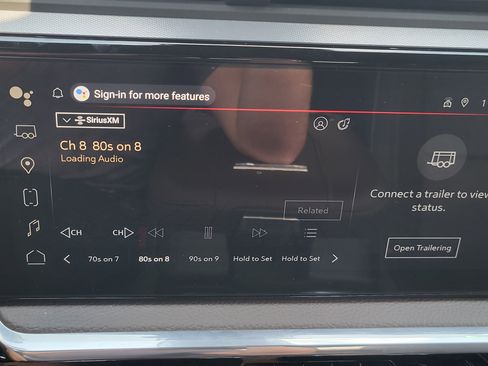 Sign-in for more features
SiriusXM
Ch 8 80s on 8
Loading Audio
Related
CH
CH
70s on 7
80s on 8
90s on 9
Hold to Set
Hold to Set
Connect a trailer to view
status.
Open Trailering
1